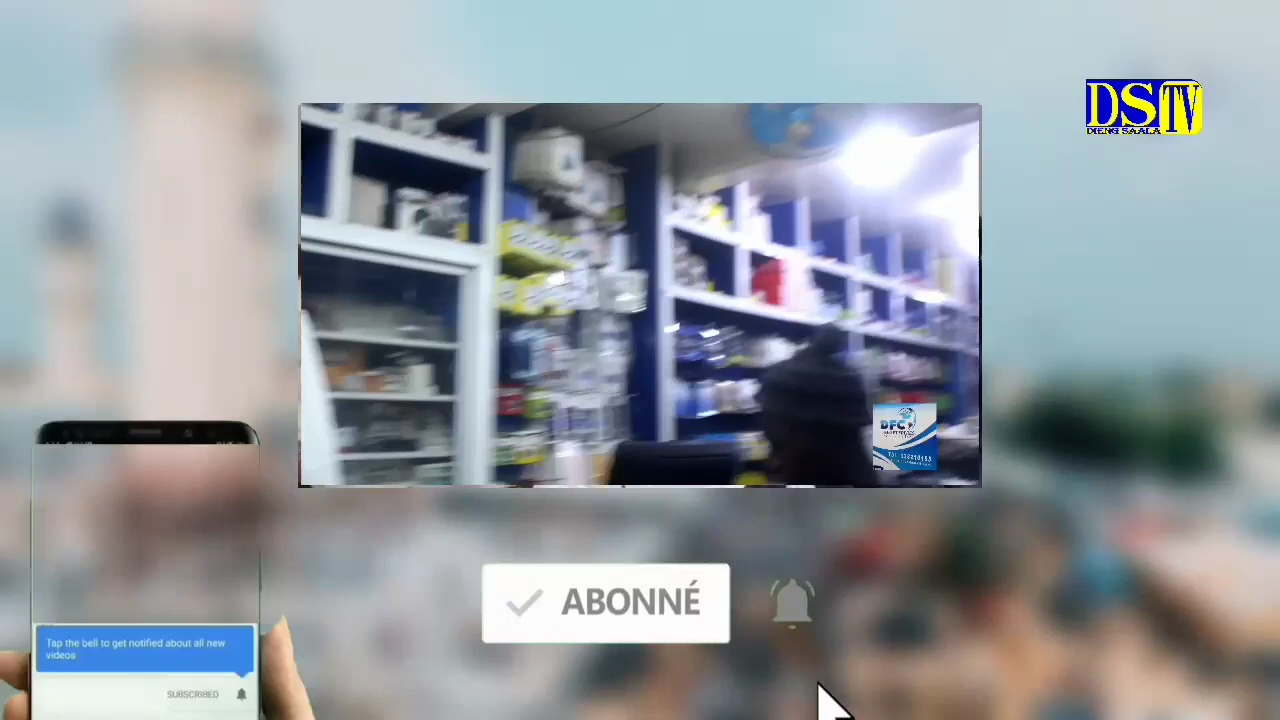 DSTV
DIENG SAALA
DFC
ABONNÉ
Tap the bell to get notified about all new
videos
SUBSCRIBED